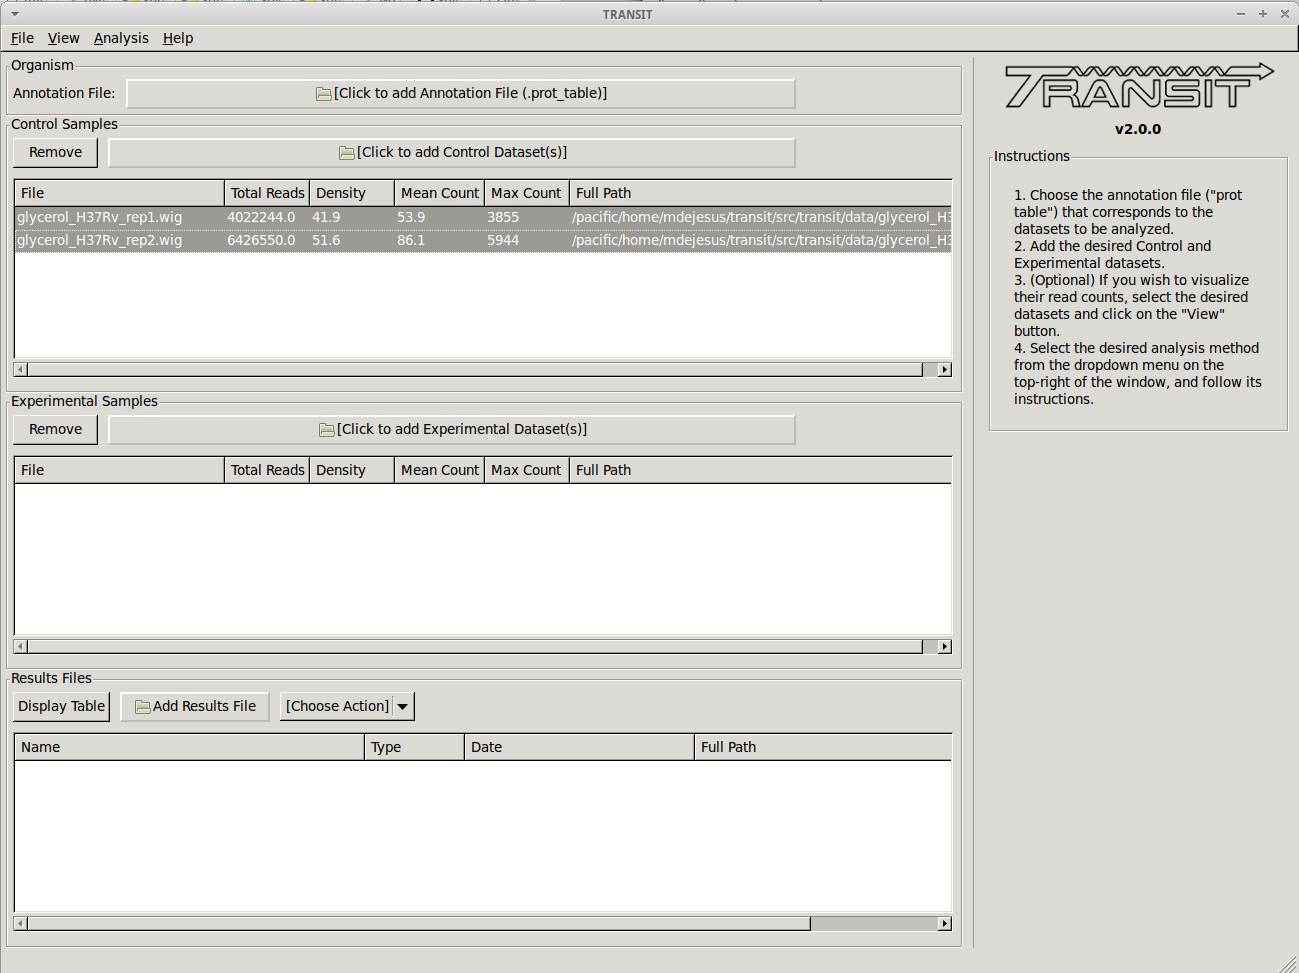 TRANSIT
File View Analysis Help
Organism
Annotation File: [Click to add Annotation File (.prot_table)]
Control Samples
Remove [Click to add Control Dataset(s)]
File Total Reads Density Mean Count Max Count Full Path
glycerol_H37Rv_rep1.wig 4022244.0 41.9 53.9 3855 /pacific/home/mdejesus/transit/src/transit/data/glycerol_H3
glycerol_H37Rv_rep2.wig 6426550.0 51.6 86.1 5944 /pacific/home/mdejesus/transit/src/transit/data/glycerol_H3
Experimental Samples
Remove [Click to add Experimental Dataset(s)]
File Total Reads Density Mean Count Max Count Full Path
Results Files
Display Table Add Results File [Choose Action]
Name Type Date Full Path
TRANSIT
v2.0.0
Instructions
1. Choose the annotation file ("prot
table") that corresponds to the
datasets to be analyzed.
2. Add the desired Control and
Experimental datasets.
3. (Optional) If you wish to visualize
their read counts, select the desired
datasets and click on the "View"
button.
4. Select the desired analysis method
from the dropdown menu on the
top-right of the window, and follow its
instructions.